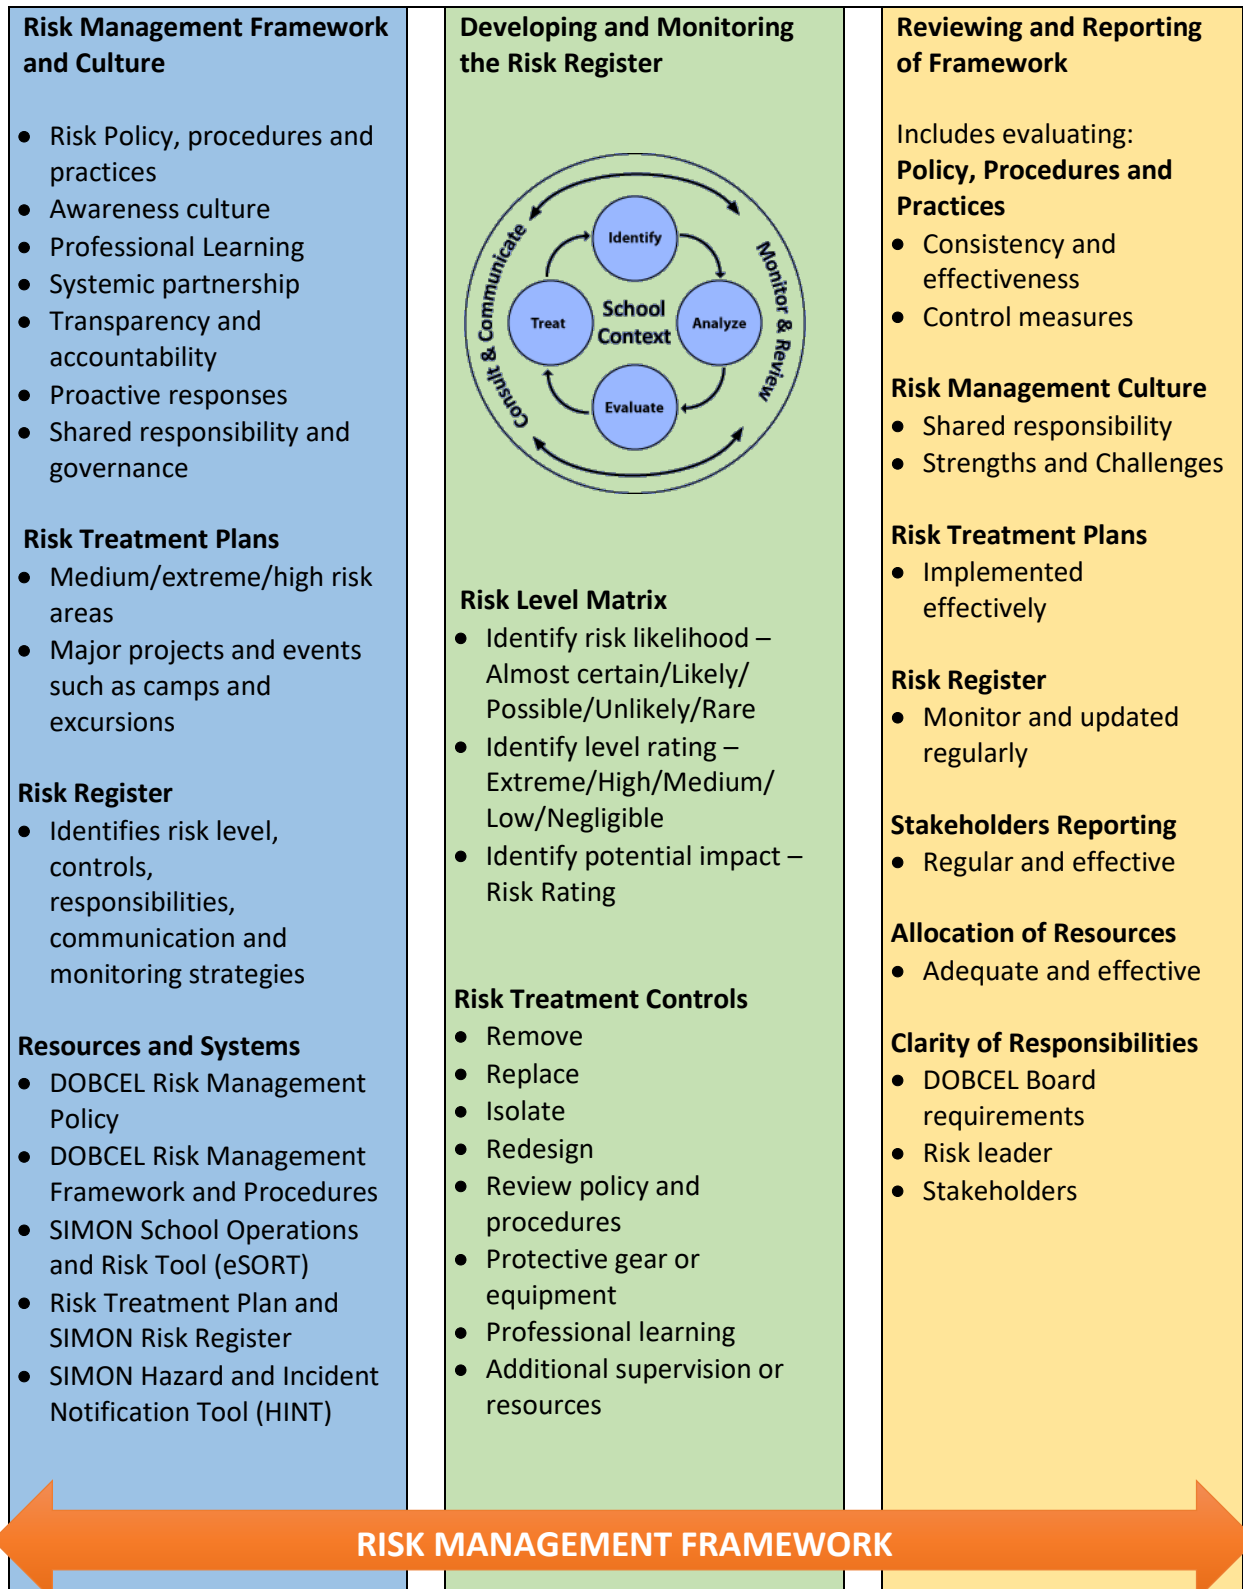 Risk Management Framework
and Culture
Risk Policy, procedures and
practices
Awareness culture
Professional Learning
Systemic partnership
Transparency and
accountability
Proactive responses
Shared responsibility and
governance
Risk Treatment Plans
Medium/extreme/high risk
areas
Major projects and events
such as camps and
excursions
Risk Register
Identifies risk level,
controls,
responsibilities,
communication and
monitoring strategies
Resources and Systems
DOBCEL Risk Management
Policy
DOBCEL Risk Management
Framework and Procedures
SIMON School Operations
and Risk Tool (eSORT)
Risk Treatment Plan and
SIMON Risk Register
SIMON Hazard and Incident
Notification Tool (HINT)
Developing and Monitoring
the Risk Register
Consult & Communicate
Monitor & Review
Identify
Treat
School
Context
Analyze
Evaluate
Risk Level Matrix
Identify risk likelihood –
Almost certain/Likely/
Possible/Unlikely/Rare
Identify level rating –
Extreme/High/Medium/
Low/Negligible
Identify potential impact –
Risk Rating
Risk Treatment Controls
Remove
Replace
Isolate
Redesign
Review policy and
procedures
Protective gear or
equipment
Professional learning
Additional supervision or
resources
Reviewing and Reporting
of Framework
Includes evaluating:
Policy, Procedures and
Practices
Consistency and
effectiveness
Control measures
Risk Management Culture
Shared responsibility
Strengths and Challenges
Risk Treatment Plans
Implemented
effectively
Risk Register
Monitor and updated
regularly
Stakeholders Reporting
Regular and effective
Allocation of Resources
Adequate and effective
Clarity of Responsibilities
DOBCEL Board
requirements
Risk leader
Stakeholders
RISK MANAGEMENT FRAMEWORK